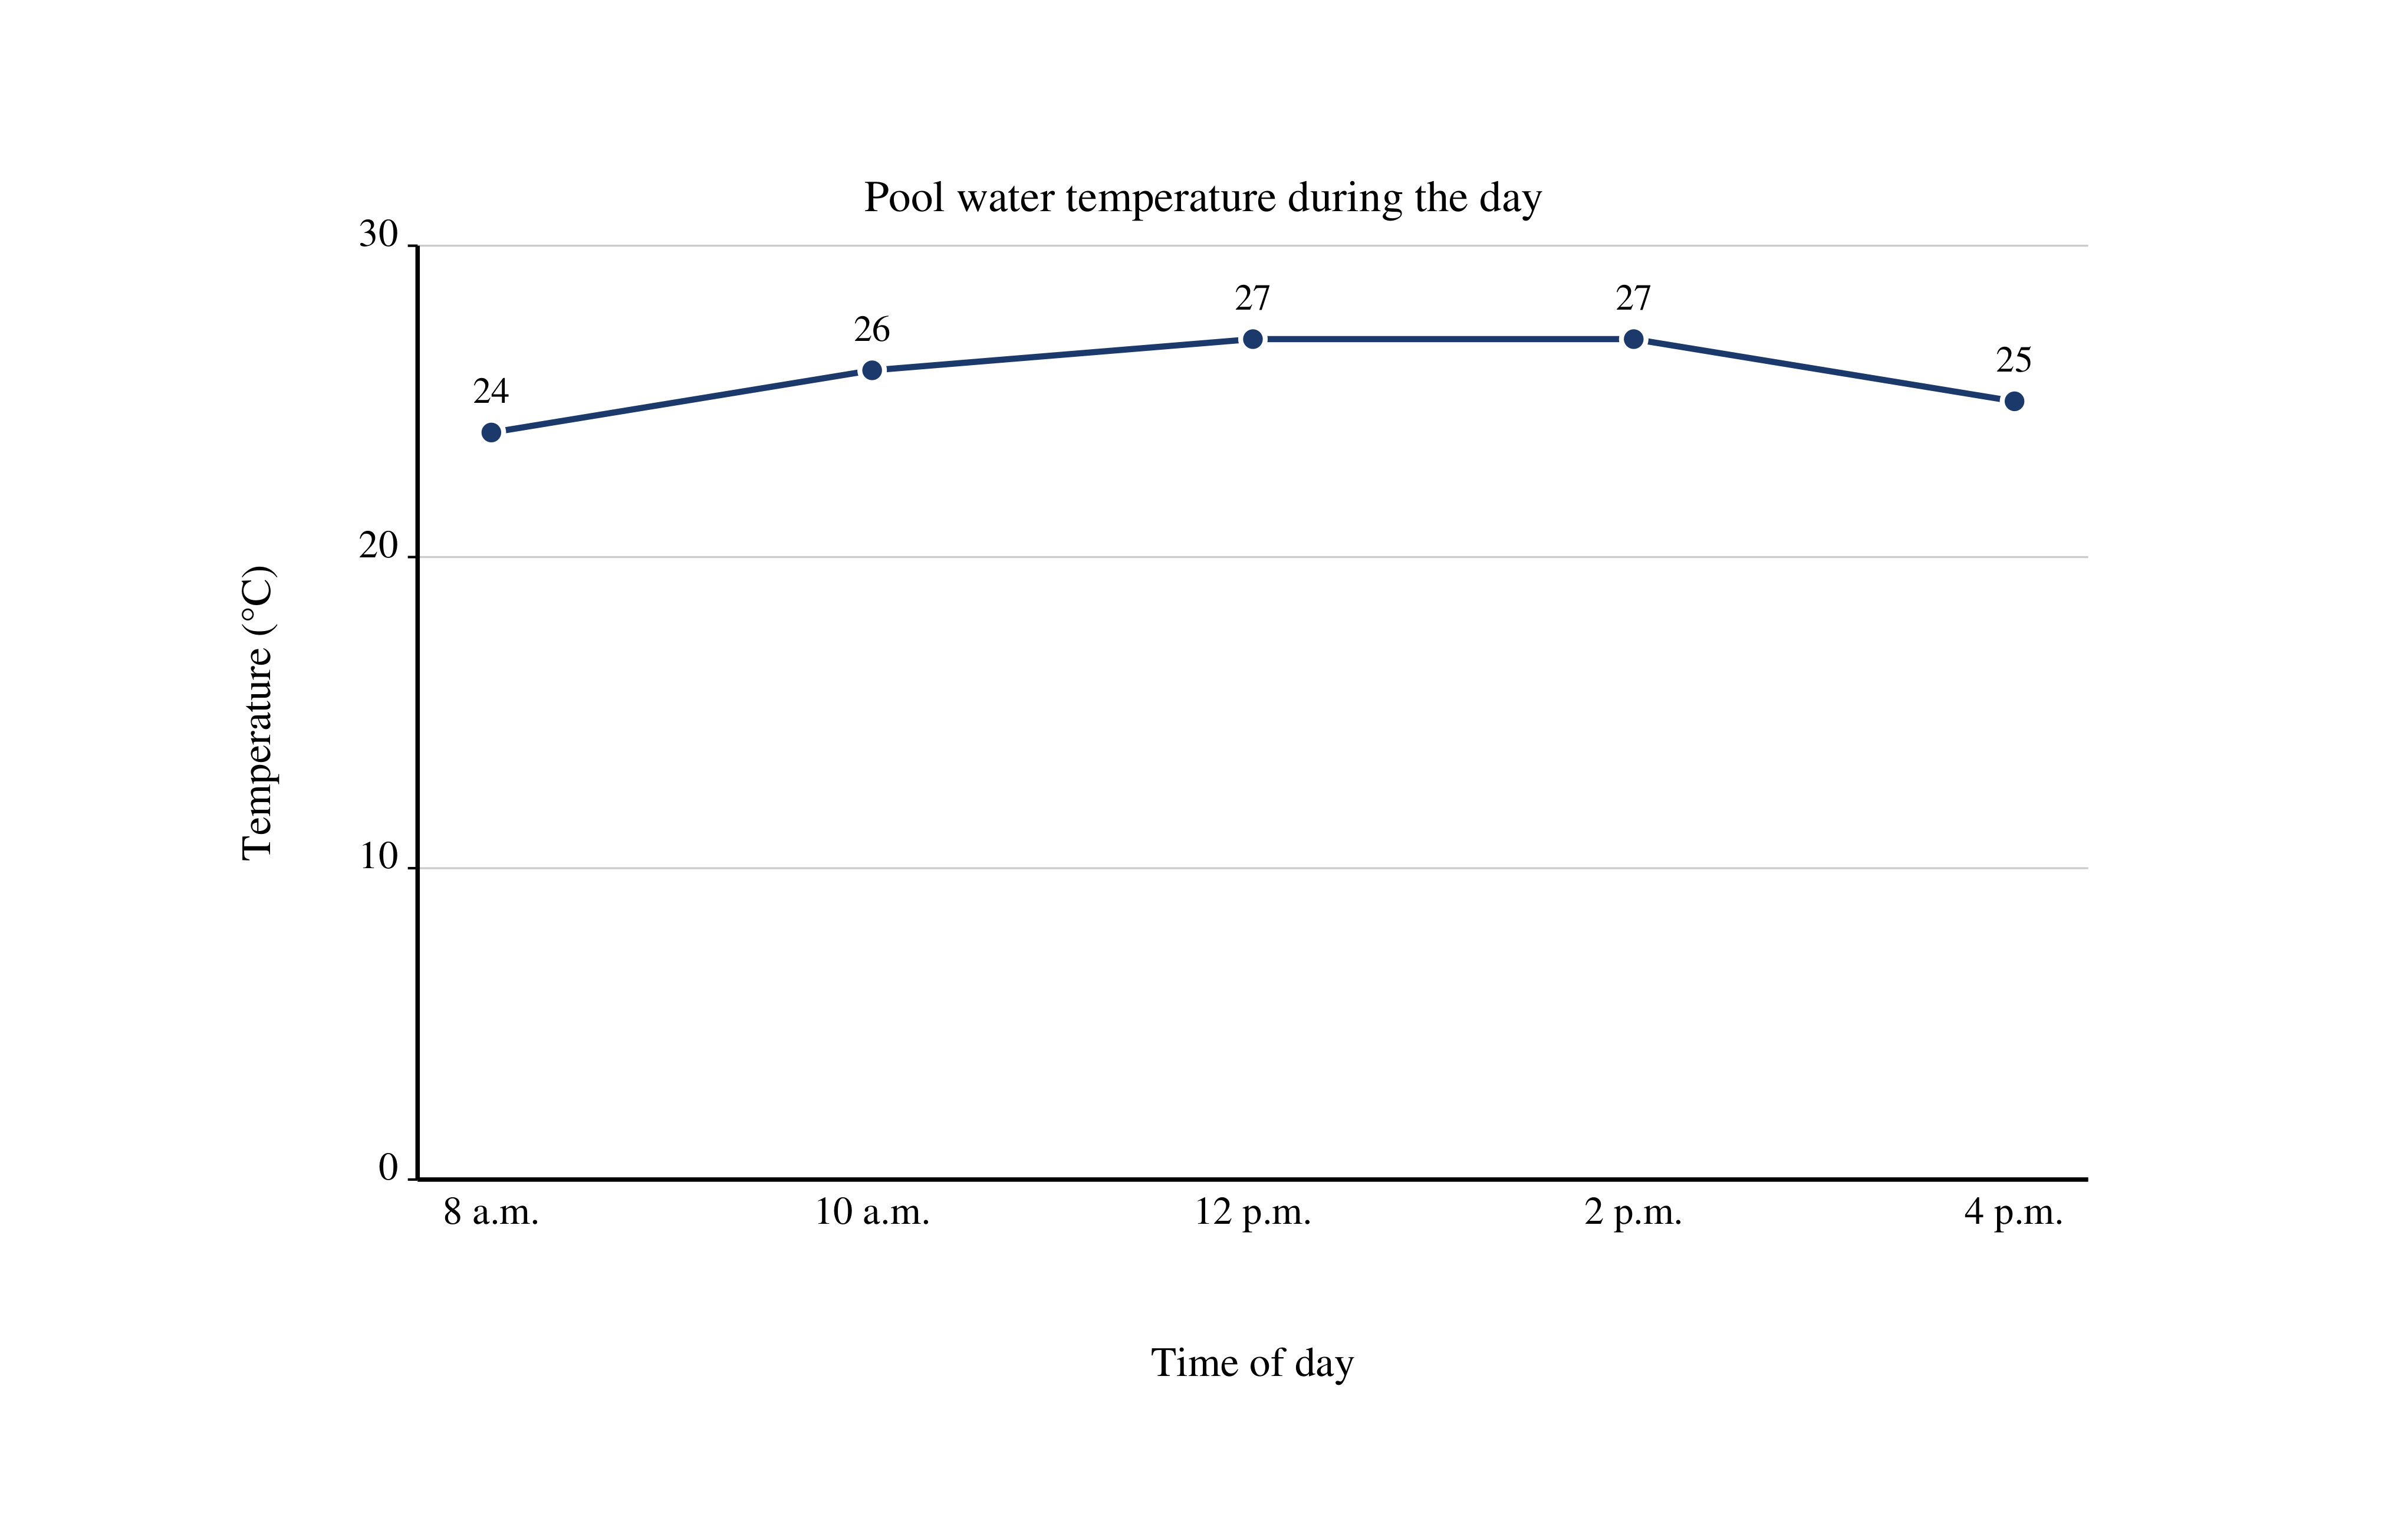 Pool water temperature during the day
30
20
10
0
Temperature (°C)
24
26
27
27
25
8 a.m.
10 a.m.
12 p.m.
2 p.m.
4 p.m.
Time of day